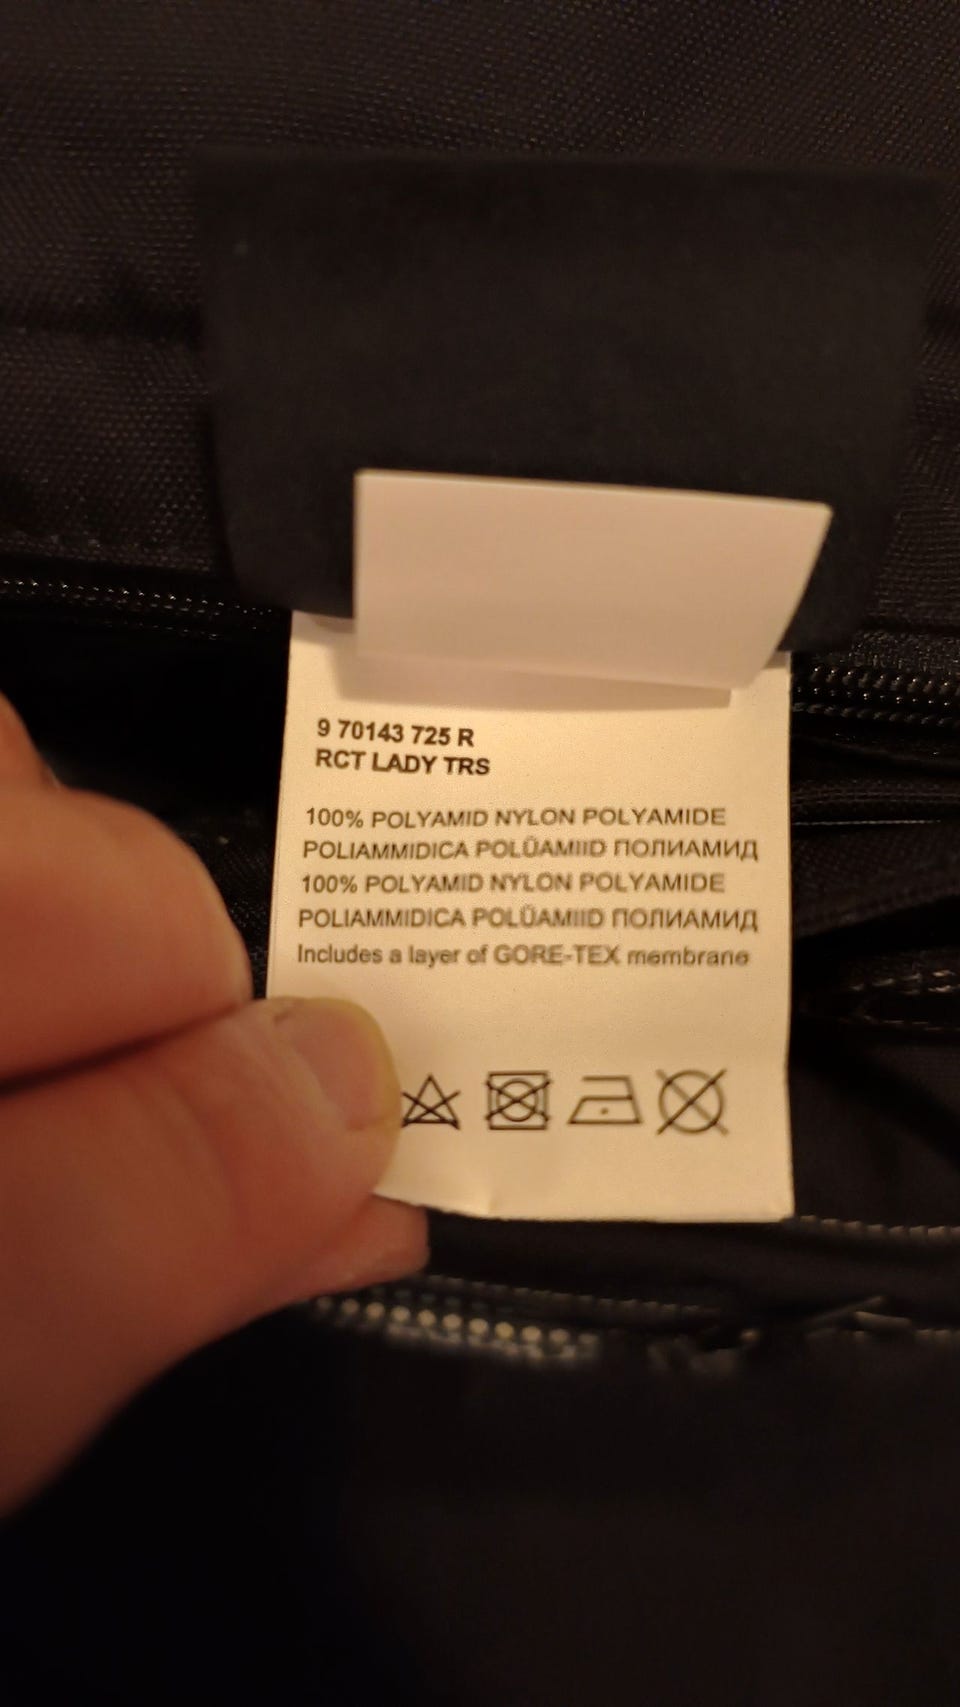 9 70143 725 R
RCT LADY TRS
100% POLYAMID NYLON POLYAMIDE
POLIAMMIDICA POLÜAMIID ПОЛИАМИД
100% POLYAMID NYLON POLYAMIDE
POLIAMMIDICA POLÜAMIID ПОЛИАМИД
Includes a layer of GORE-TEX membrane